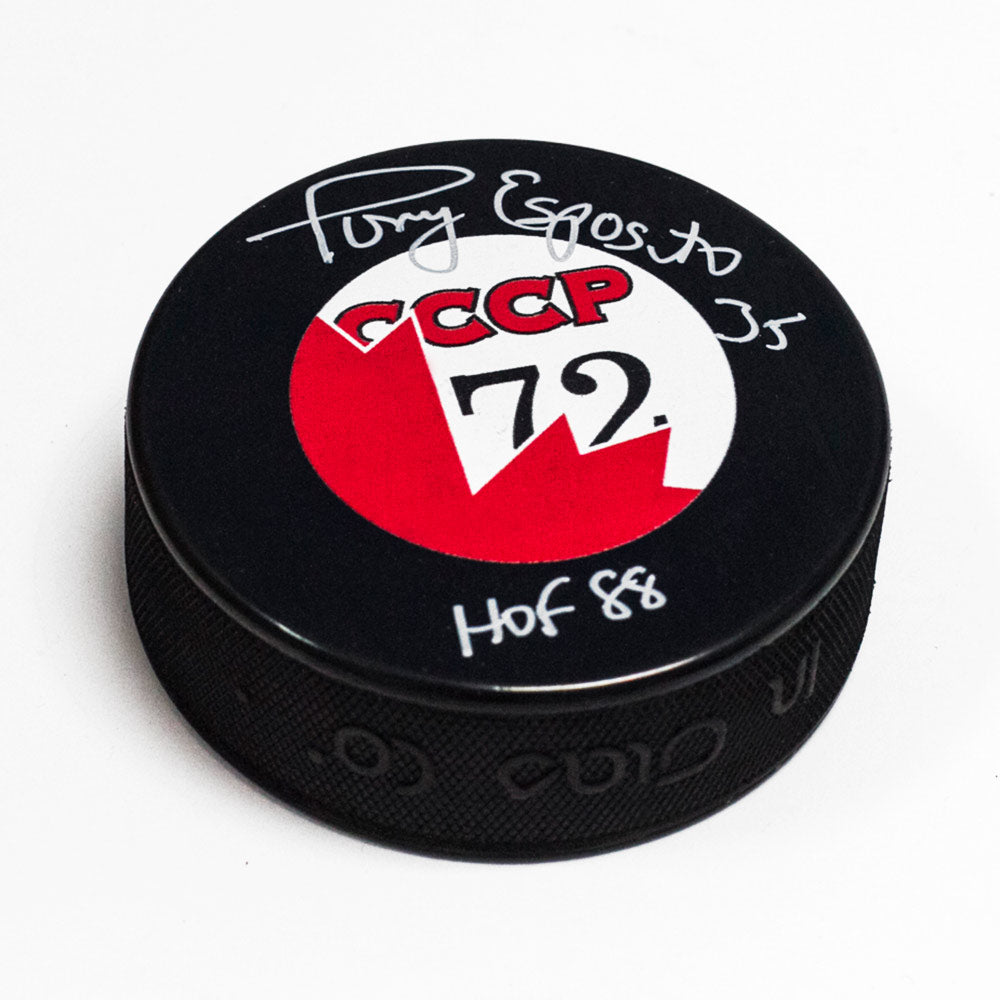 Tony Esposito
35
CCCP
72.
HOF 88